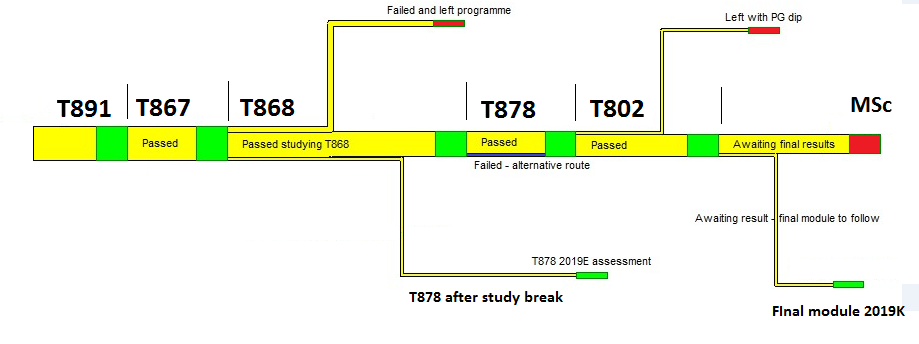 Failed and left programme
Left with PG dip
T891
T867
T868
T878
T802
MSc
Passed
Passed studying T868
Passed
Passed
Awaiting final results
Failed - alternative route
Awaiting result - final module to follow
T878 2019E assessment
T878 after study break
FInal module 2019K